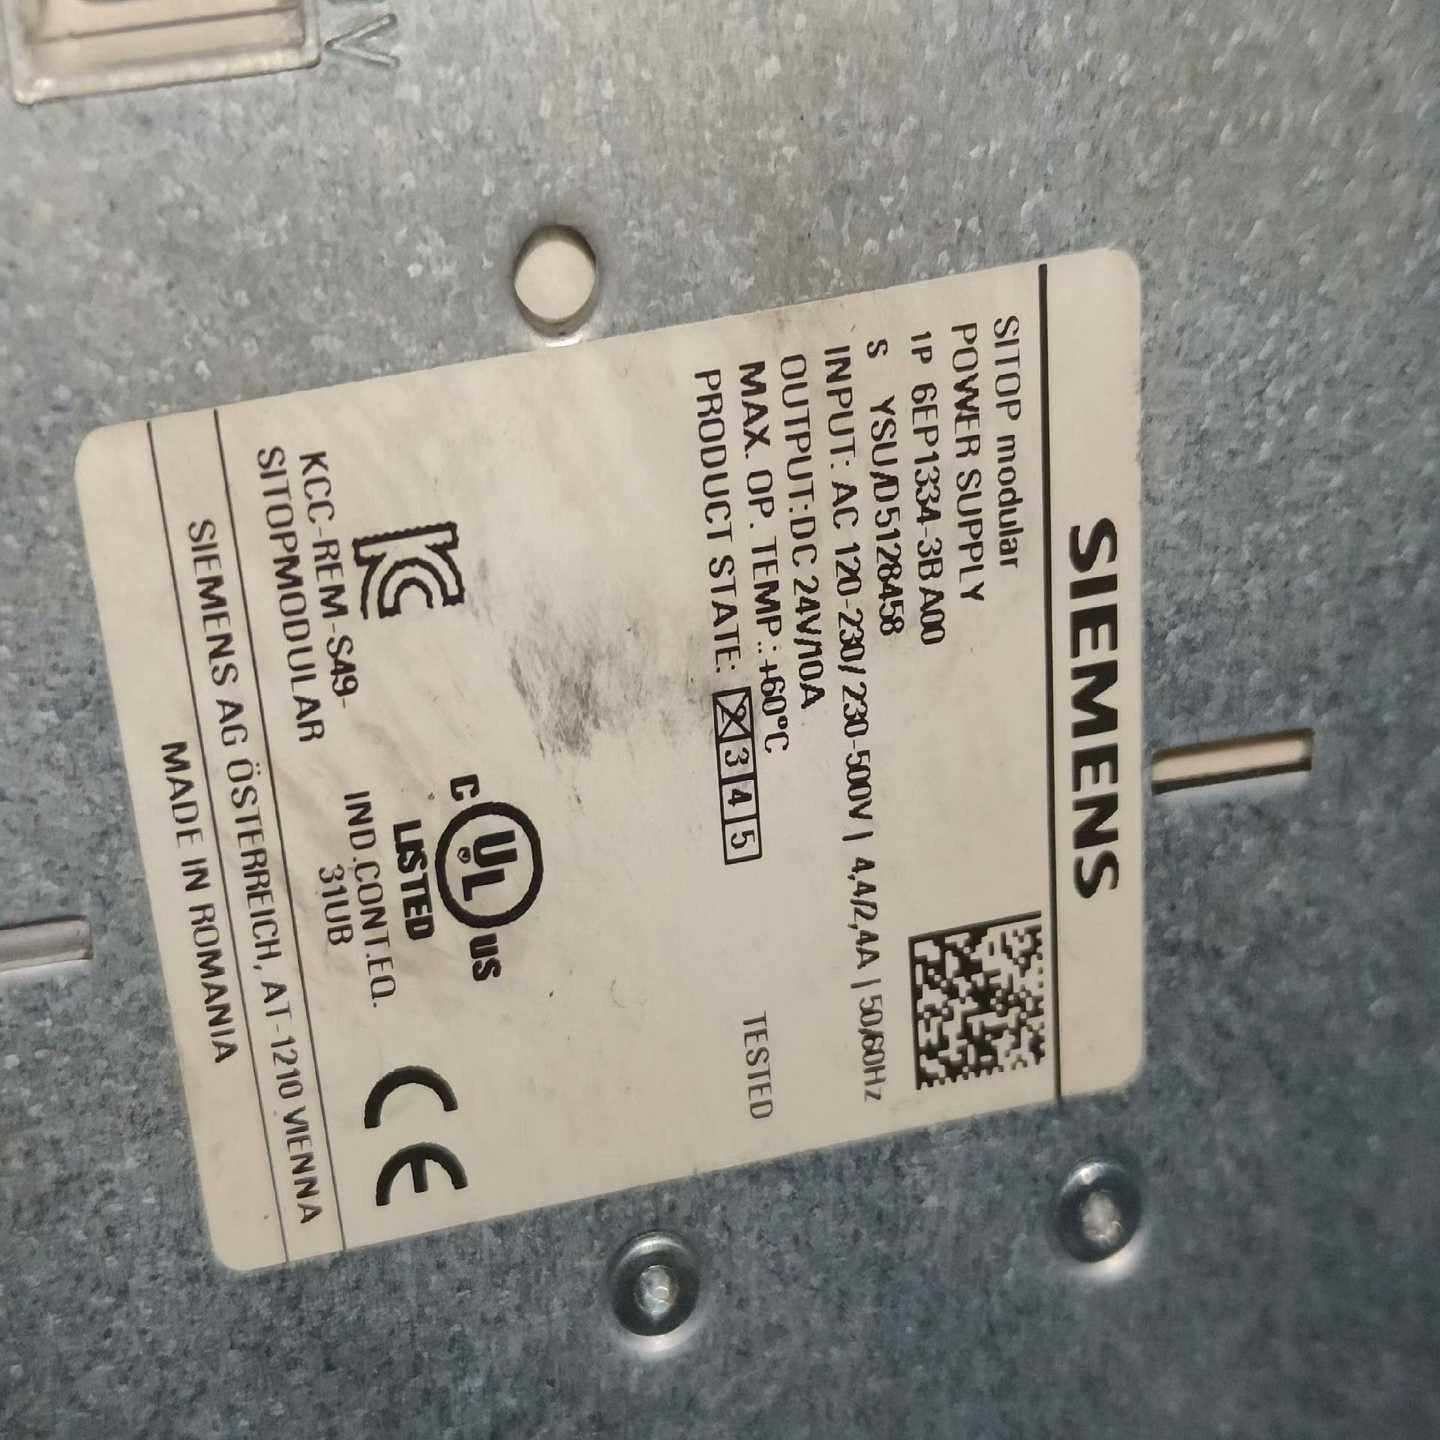 SIEMENS
SITOP modular
POWER SUPPLY
1P 6EP1334-3BA00
S YSU/D5128458
INPUT: AC 120-230/230-500V | 4,4/2,4A | 50/60Hz
OUTPUT:DC 24V/10A
MAX. OP. TEMP.:+60°C
PRODUCT STATE: X 3 4 5
TESTED
C UL US
LISTED
IND.CONT.EQ.
31UB
KCC-REM-S49-
SITOPMODULAR
CE
SIEMENS AG ÖSTERREICH, AT-1210 VIENNA
MADE IN ROMANIA